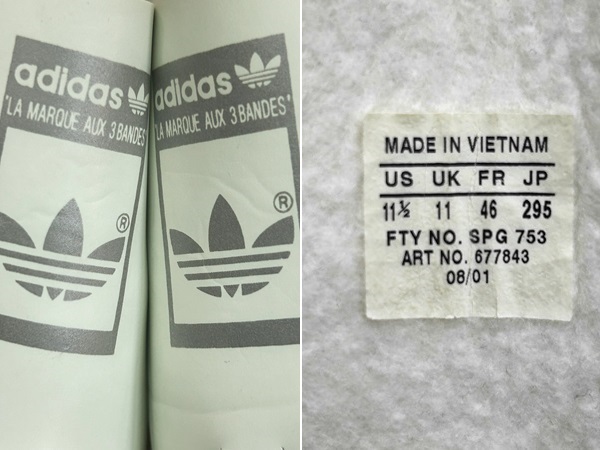 adidas
"LA MARQUE AUX 3 BANDES"
®
adidas
"LA MARQUE AUX 3 BANDES"
®
MADE IN VIETNAM
US UK FR JP
11½ 11 46 295
FTY NO. SPG 753
ART NO. 677843
08/01